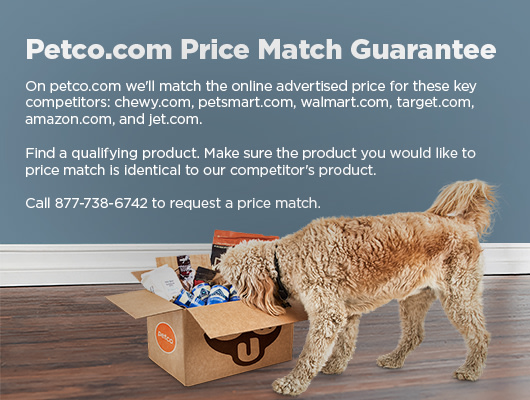 Petco.com Price Match Guarantee
On petco.com we'll match the online advertised price for these key
competitors: chewy.com, petsmart.com, walmart.com, target.com,
amazon.com, and jet.com.
Find a qualifying product. Make sure the product you would like to
price match is identical to our competitor's product.
Call 877-738-6742 to request a price match.
petco